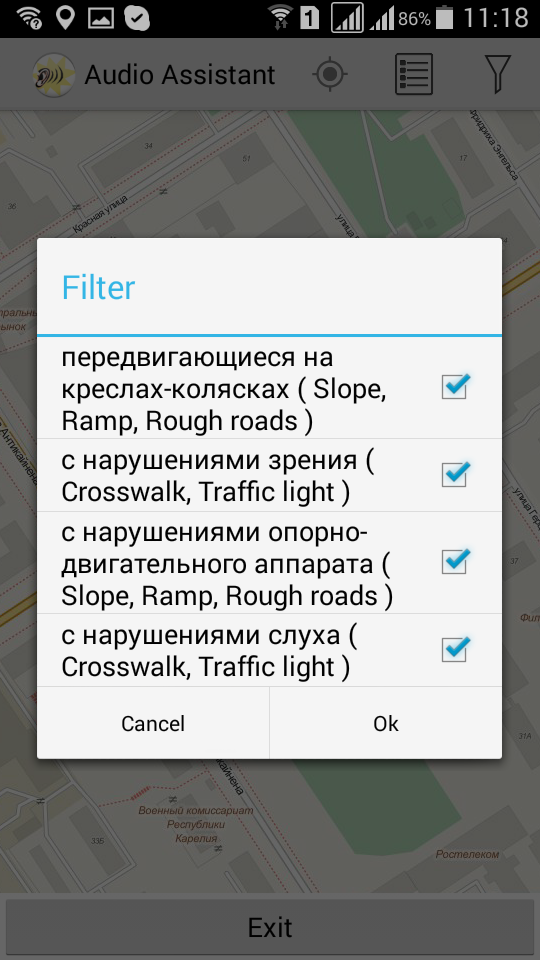 1
86%
11:18
Audio Assistant
34
51
17
36
Фридриха Энгельса
Красная улица
Filter
передвигающиеся на
креслах-колясках ( Slope,
Ramp, Rough roads )
с нарушениями зрения (
Crosswalk, Traffic light )
с нарушениями опорно-
двигательного аппарата (
Slope, Ramp, Rough roads )
с нарушениями слуха (
Crosswalk, Traffic light )
Cancel
Ok
37
31А
Военный комиссариат
Республики
Карелия
33Б
Ростелеком
Exit